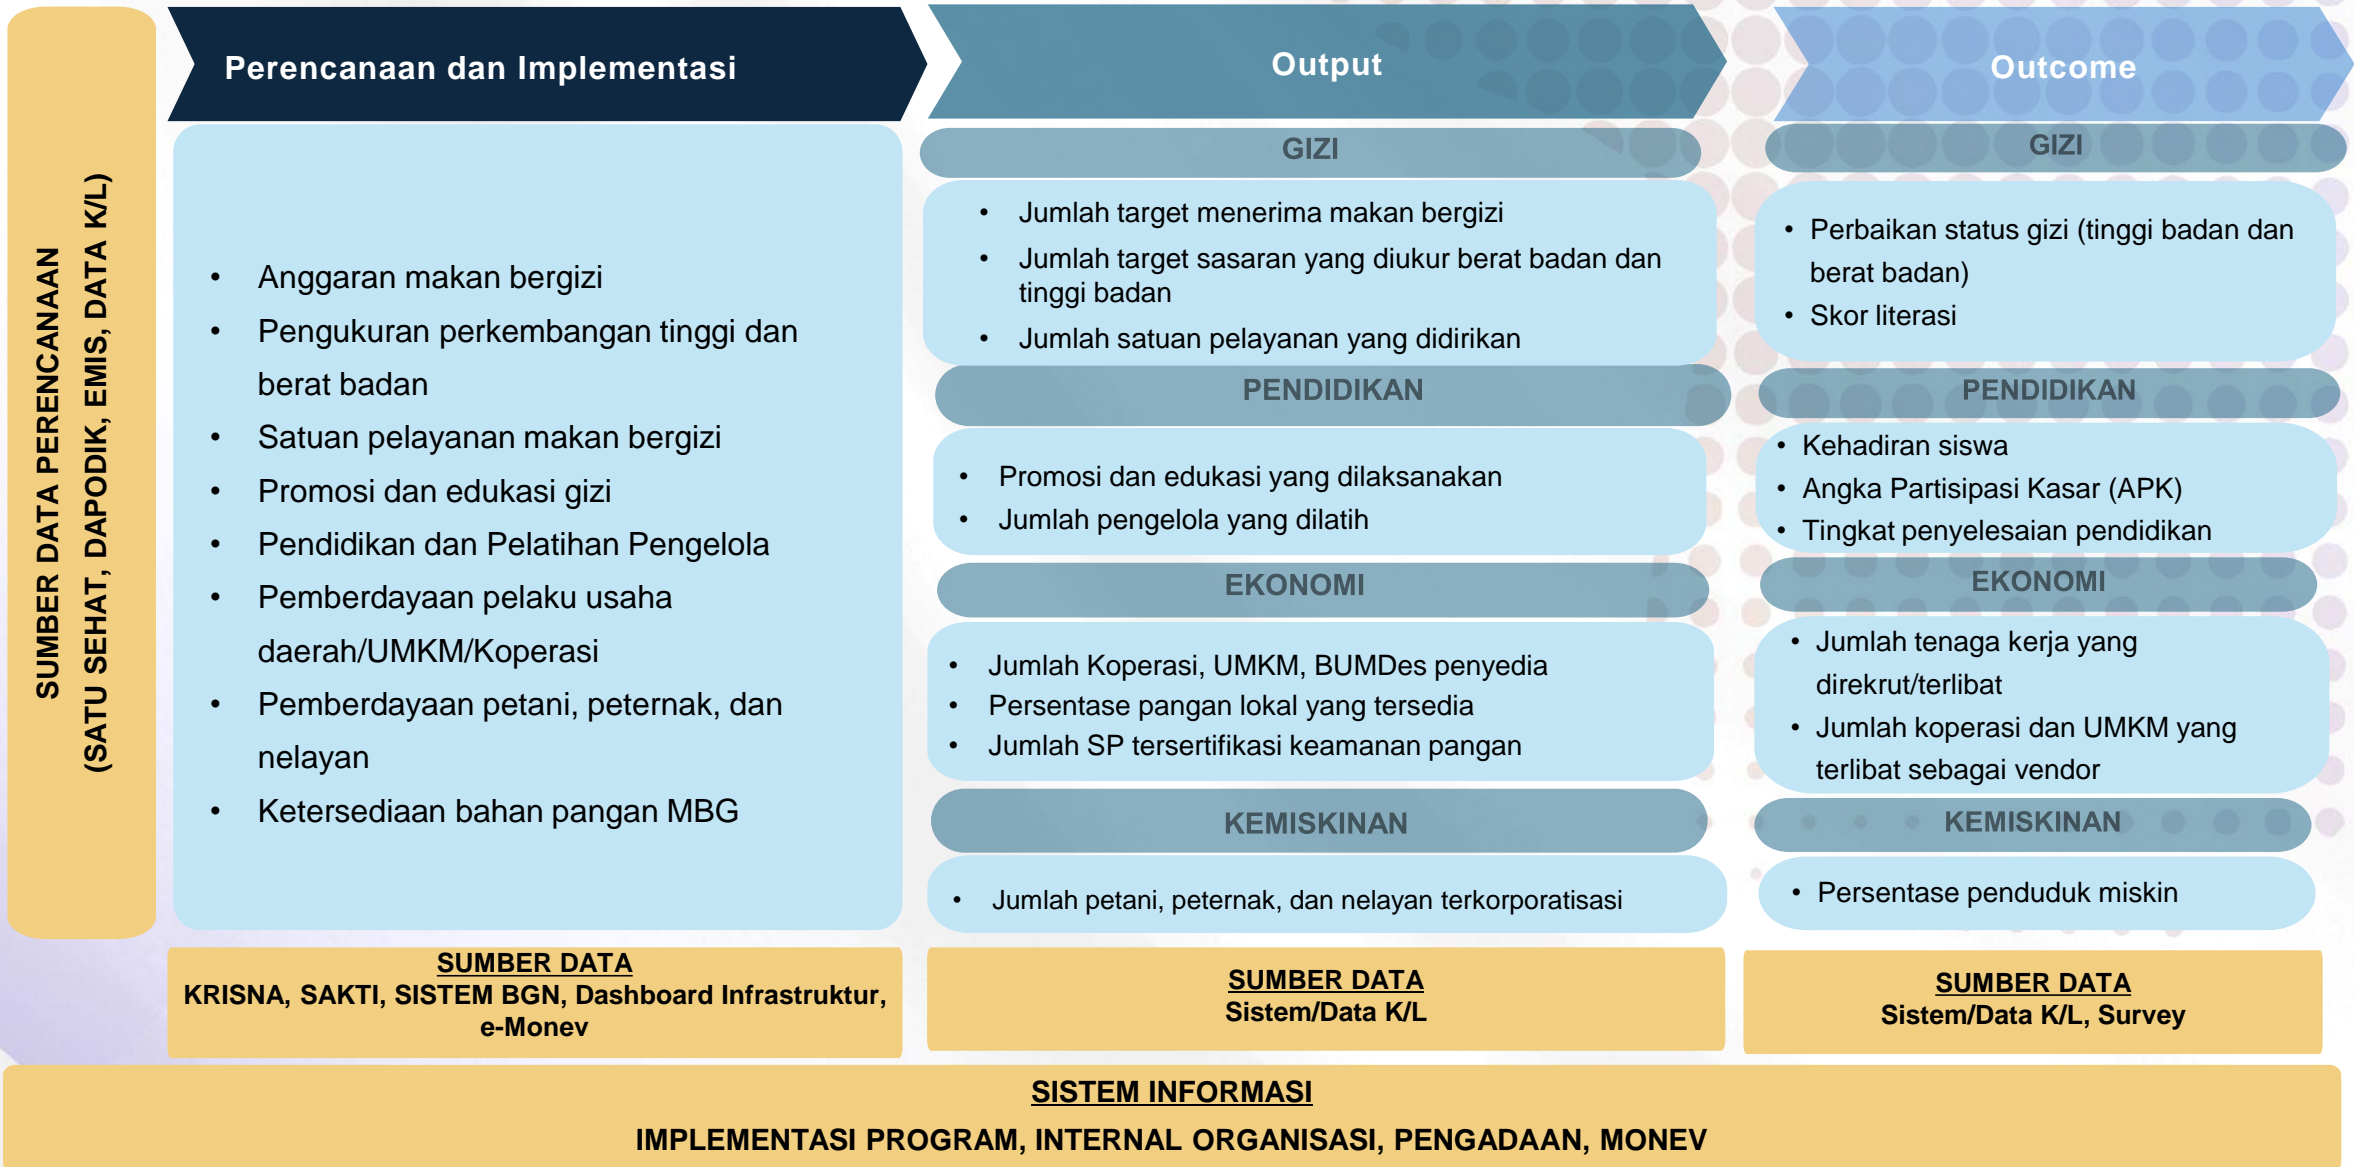 SUMBER DATA PERENCANAAN
(SATU SEHAT, DAPODIK, EMIS, DATA K/L)
Perencanaan dan Implementasi
• Anggaran makan bergizi
• Pengukuran perkembangan tinggi dan
berat badan
• Satuan pelayanan makan bergizi
• Promosi dan edukasi gizi
• Pendidikan dan Pelatihan Pengelola
• Pemberdayaan pelaku usaha
daerah/UMKM/Koperasi
• Pemberdayaan petani, peternak, dan
nelayan
• Ketersediaan bahan pangan MBG
SUMBER DATA
KRISNA, SAKTI, SISTEM BGN, Dashboard Infrastruktur,
e-Monev
Output
GIZI
• Jumlah target menerima makan bergizi
• Jumlah target sasaran yang diukur berat badan dan
tinggi badan
• Jumlah satuan pelayanan yang didirikan
PENDIDIKAN
• Promosi dan edukasi yang dilaksanakan
• Jumlah pengelola yang dilatih
EKONOMI
• Jumlah Koperasi, UMKM, BUMDes penyedia
• Persentase pangan lokal yang tersedia
• Jumlah SP tersertifikasi keamanan pangan
KEMISKINAN
• Jumlah petani, peternak, dan nelayan terkorporatisasi
SUMBER DATA
Sistem/Data K/L
Outcome
GIZI
• Perbaikan status gizi (tinggi badan dan
berat badan)
• Skor literasi
PENDIDIKAN
• Kehadiran siswa
• Angka Partisipasi Kasar (APK)
• Tingkat penyelesaian pendidikan
EKONOMI
• Jumlah tenaga kerja yang
direkrut/terlibat
• Jumlah koperasi dan UMKM yang
terlibat sebagai vendor
KEMISKINAN
• Persentase penduduk miskin
SUMBER DATA
Sistem/Data K/L, Survey
SISTEM INFORMASI
IMPLEMENTASI PROGRAM, INTERNAL ORGANISASI, PENGADAAN, MONEV